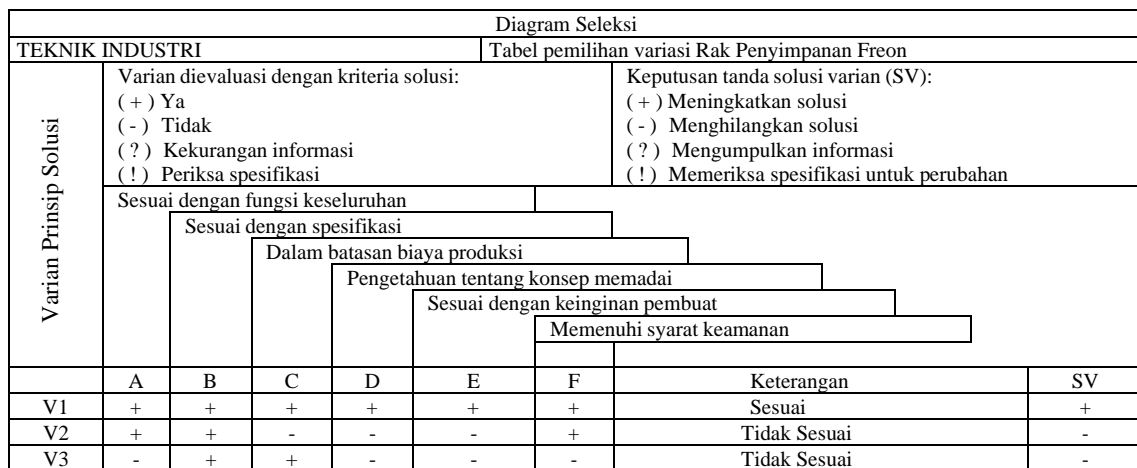 Diagram Seleksi
TEKNIK INDUSTRI Tabel pemilihan variasi Rak Penyimpanan Freon
Varian Prinsip Solusi
Varian dievaluasi dengan kriteria solusi:
( + ) Ya
( - ) Tidak
( ? ) Kekurangan informasi
( ! ) Periksa spesifikasi
Keputusan tanda solusi varian (SV):
( + ) Meningkatkan solusi
( - ) Menghilangkan solusi
( ? ) Mengumpulkan informasi
( ! ) Memeriksa spesifikasi untuk perubahan
Sesuai dengan fungsi keseluruhan
Sesuai dengan spesifikasi
Dalam batasan biaya produksi
Pengetahuan tentang konsep memadai
Sesuai dengan keinginan pembuat
Memenuhi syarat keamanan
A B C D E F Keterangan SV
V1 + + + + + + Sesuai +
V2 + + - - - + Tidak Sesuai -
V3 - + + - - - Tidak Sesuai -